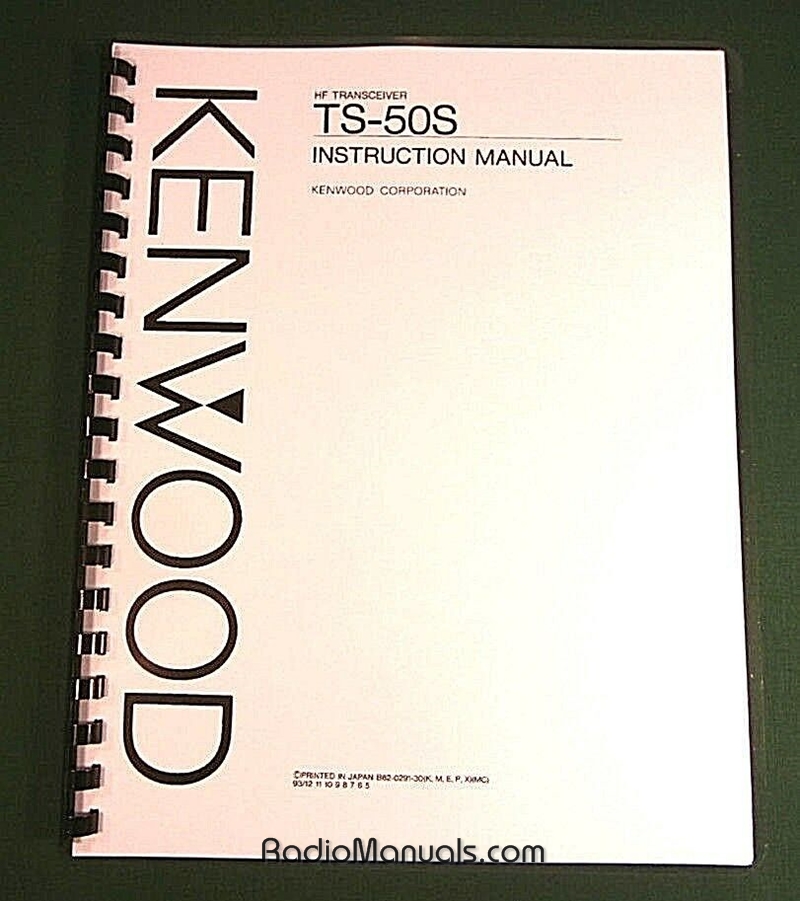 KENWOOD
HF TRANSCEIVER
TS-50S
INSTRUCTION MANUAL
KENWOOD CORPORATION
©PRINTED IN JAPAN B62-0291-30(K, M, E, P, X)(MC)
93/12 11 10 9 8 7 6 5
RadioManuals.com